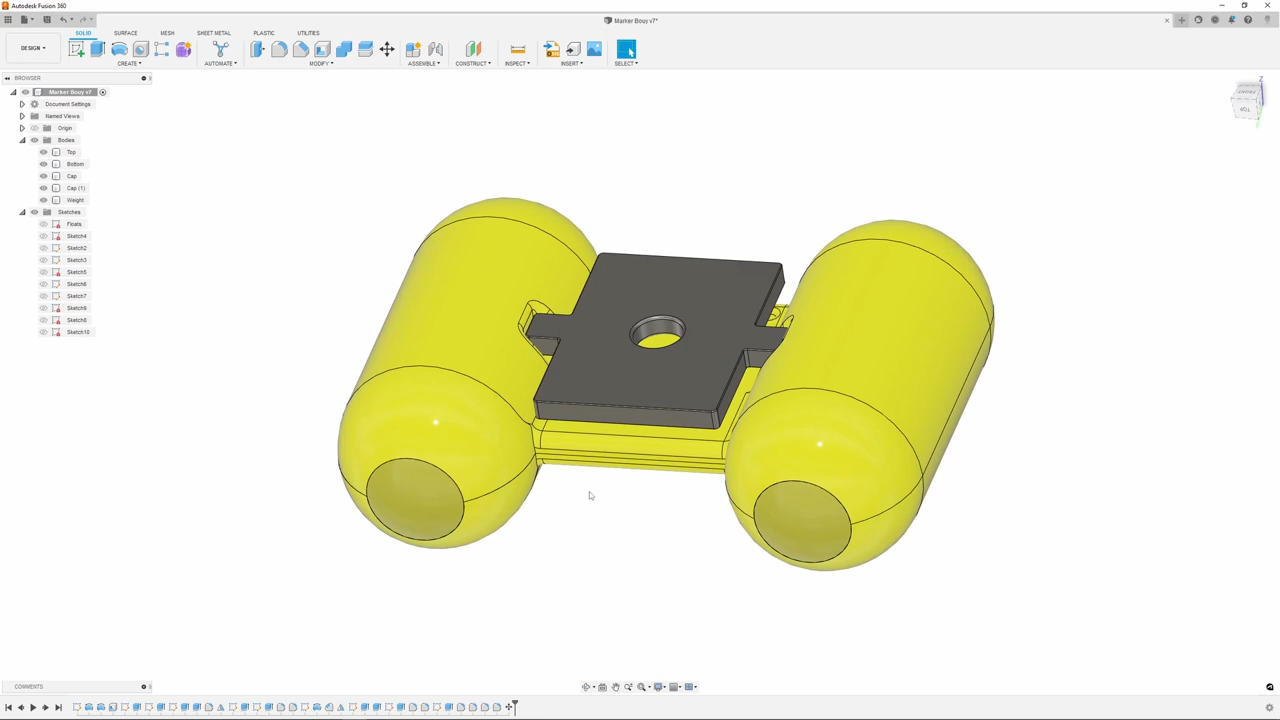 Autodesk Fusion 360
Marker Bouy v7*
DESIGN
SOLID SURFACE MESH SHEET METAL PLASTIC UTILITIES
CREATE AUTOMATE MODIFY ASSEMBLE CONSTRUCT INSPECT INSERT SELECT
BROWSER
Marker Bouy v7
Document Settings
Named Views
Origin
Bodies
Top
Bottom
Cap
Cap (1)
Weight
Sketches
Floats
Sketch4
Sketch2
Sketch3
Sketch5
Sketch6
Sketch7
Sketch9
Sketch8
Sketch10
Z
FRONT
TOP
COMMENTS